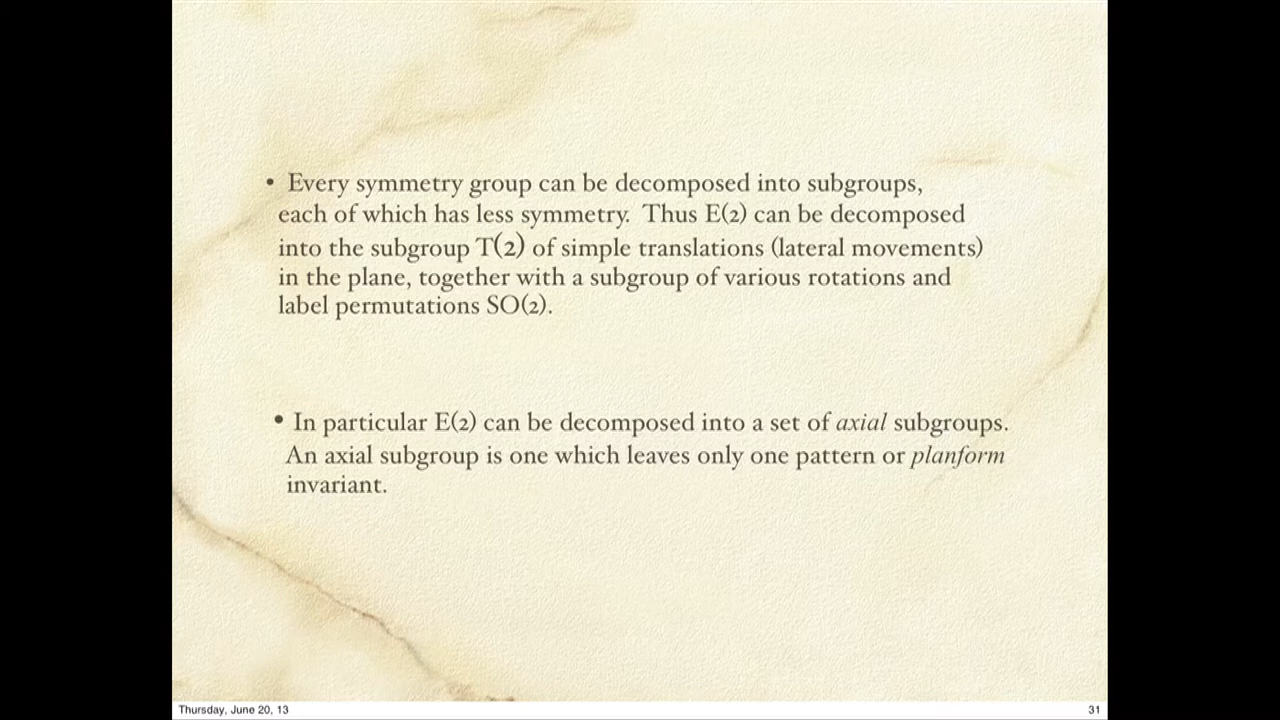 • Every symmetry group can be decomposed into subgroups,
each of which has less symmetry. Thus E(2) can be decomposed
into the subgroup T(2) of simple translations (lateral movements)
in the plane, together with a subgroup of various rotations and
label permutations SO(2).
• In particular E(2) can be decomposed into a set of axial subgroups.
An axial subgroup is one which leaves only one pattern or planform
invariant.
Thursday, June 20, 13
31